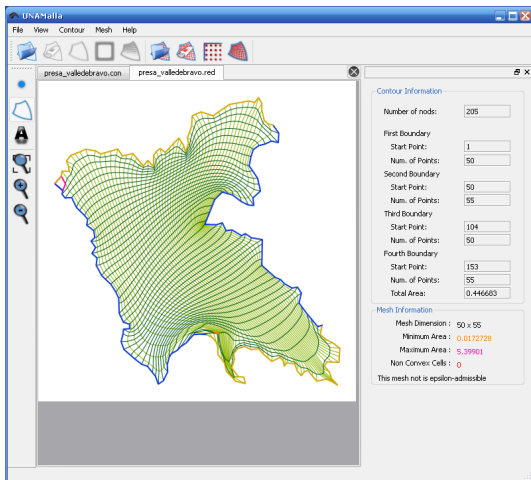 UNAMalla
File View Contour Mesh Help
presa_valledebravo.con presa_valledebravo.red
Contour Information
Number of nods: 205
First Boundary
Start Point: 1
Num. of Points: 50
Second Boundary
Start Point: 50
Num. of Points: 55
Third Boundary
Start Point: 104
Num. of Points: 50
Fourth Boundary
Start Point: 153
Num. of Points: 55
Total Area: 0.446683
Mesh Information
Mesh Dimension : 50 x 55
Minimum Area : 0.0172728
Maximum Area : 5.39901
Non Convex Cells : 0
This mesh not is epsilon-admissible